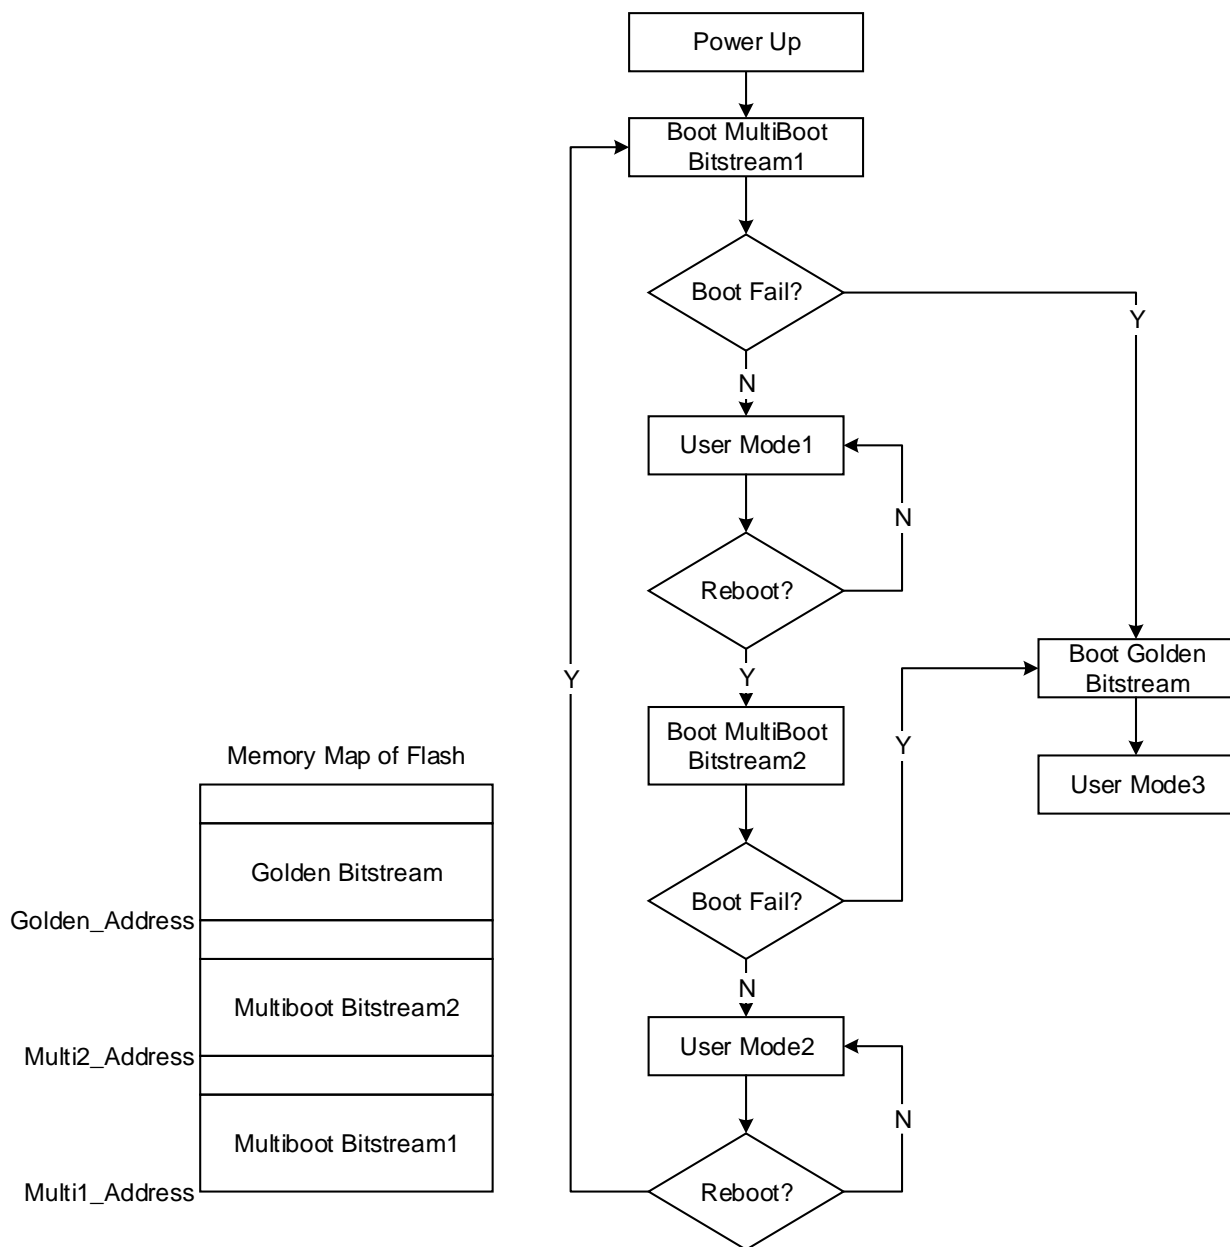 Power Up
Boot MultiBoot
Bitstream1
Boot Fail?
Y
N
User Mode1
N
Reboot?
Y
Y
Boot MultiBoot
Bitstream2
Y
Boot Golden
Bitstream
User Mode3
Boot Fail?
N
User Mode2
N
Reboot?
Memory Map of Flash
Golden Bitstream
Golden_Address
Multiboot Bitstream2
Multi2_Address
Multiboot Bitstream1
Multi1_Address